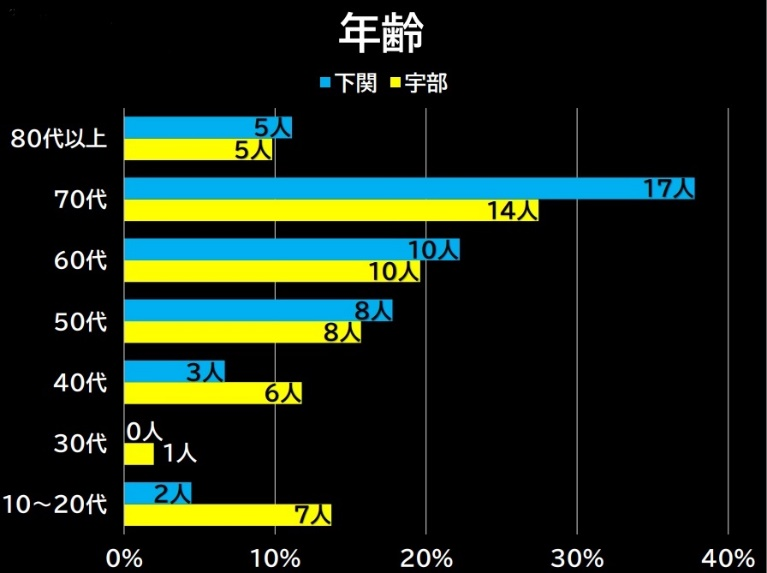 年齢
下関 宇部
80代以上 5人
5人
70代 17人
14人
60代 10人
10人
50代 8人
8人
40代 3人
6人
30代 0人
1人
10～20代 2人
7人
0% 10% 20% 30% 40%